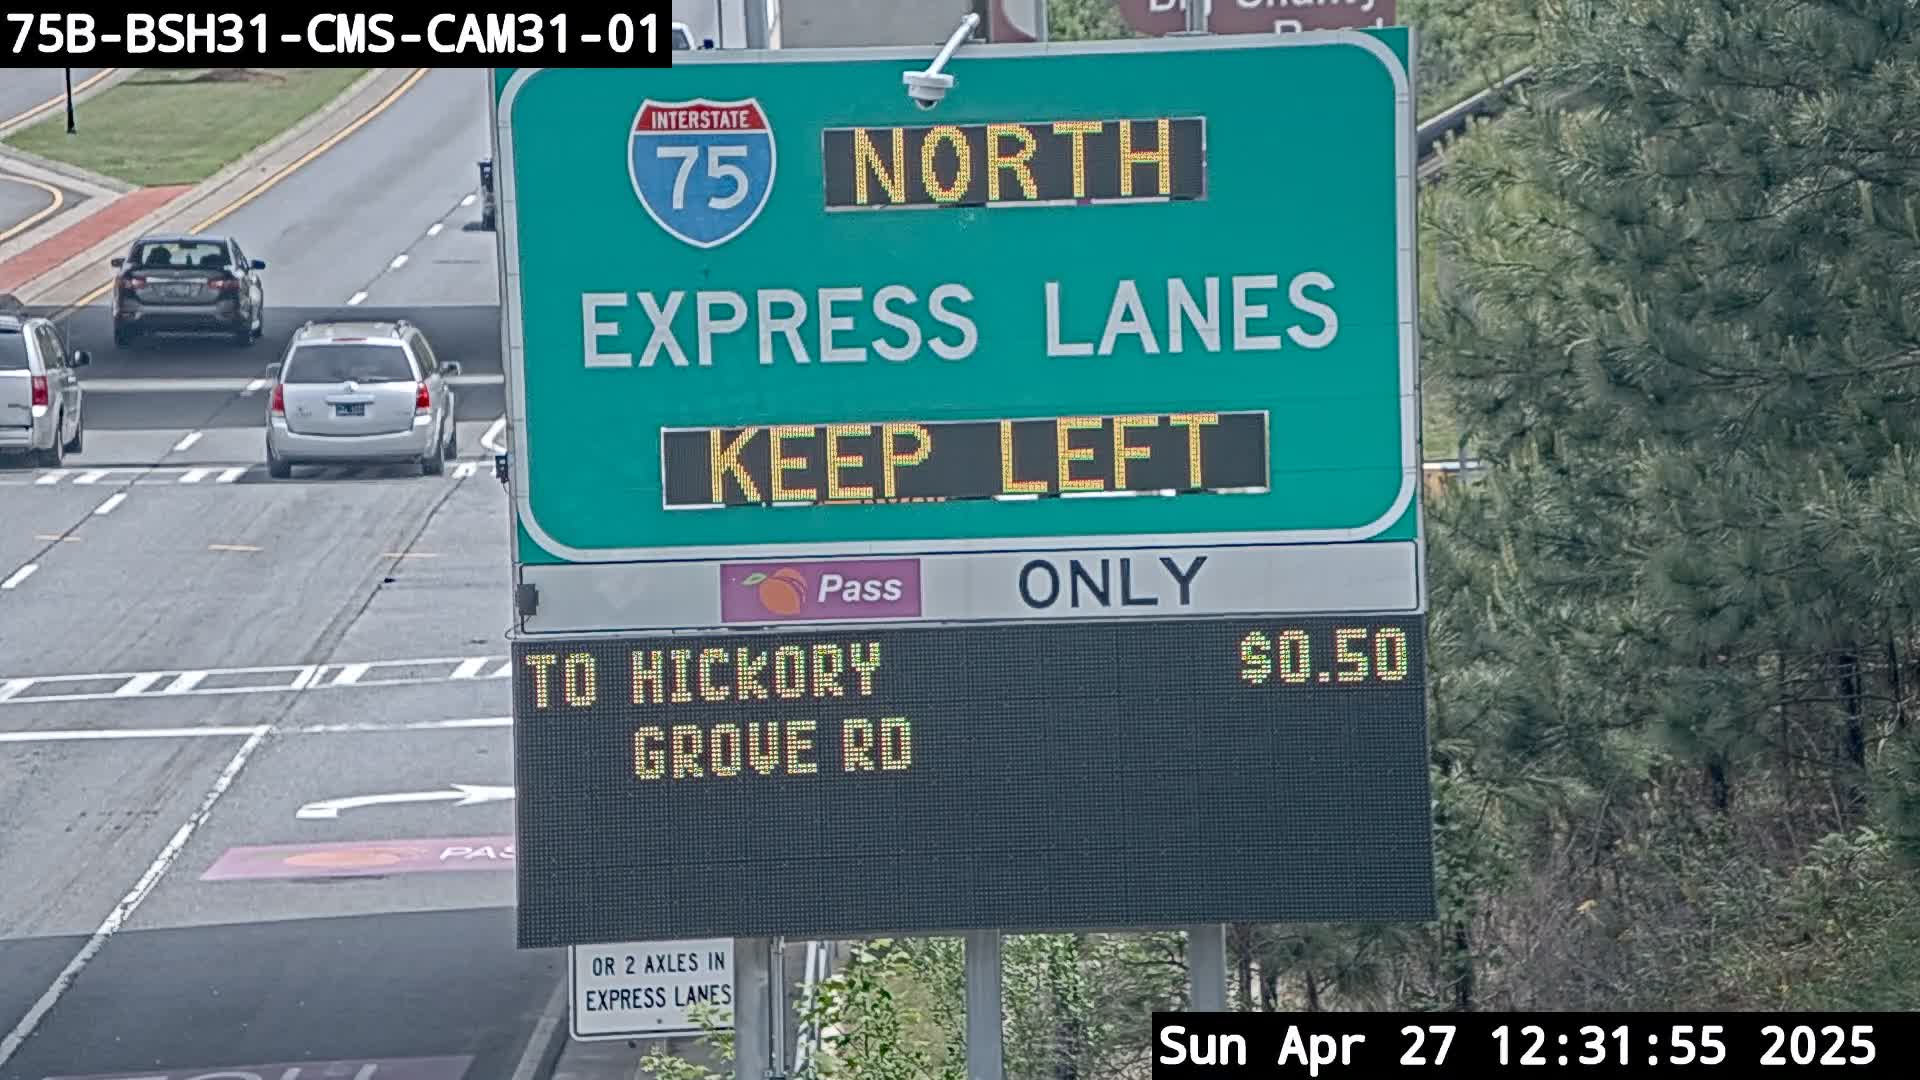 75B-BSH31-CMS-CAM31-01
INTERSTATE
75
NORTH
EXPRESS LANES
KEEP LEFT
Pass ONLY
TO HICKORY $0.50
GROVE RD
OR 2 AXLES IN
EXPRESS LANES
Sun Apr 27 12:31:55 2025